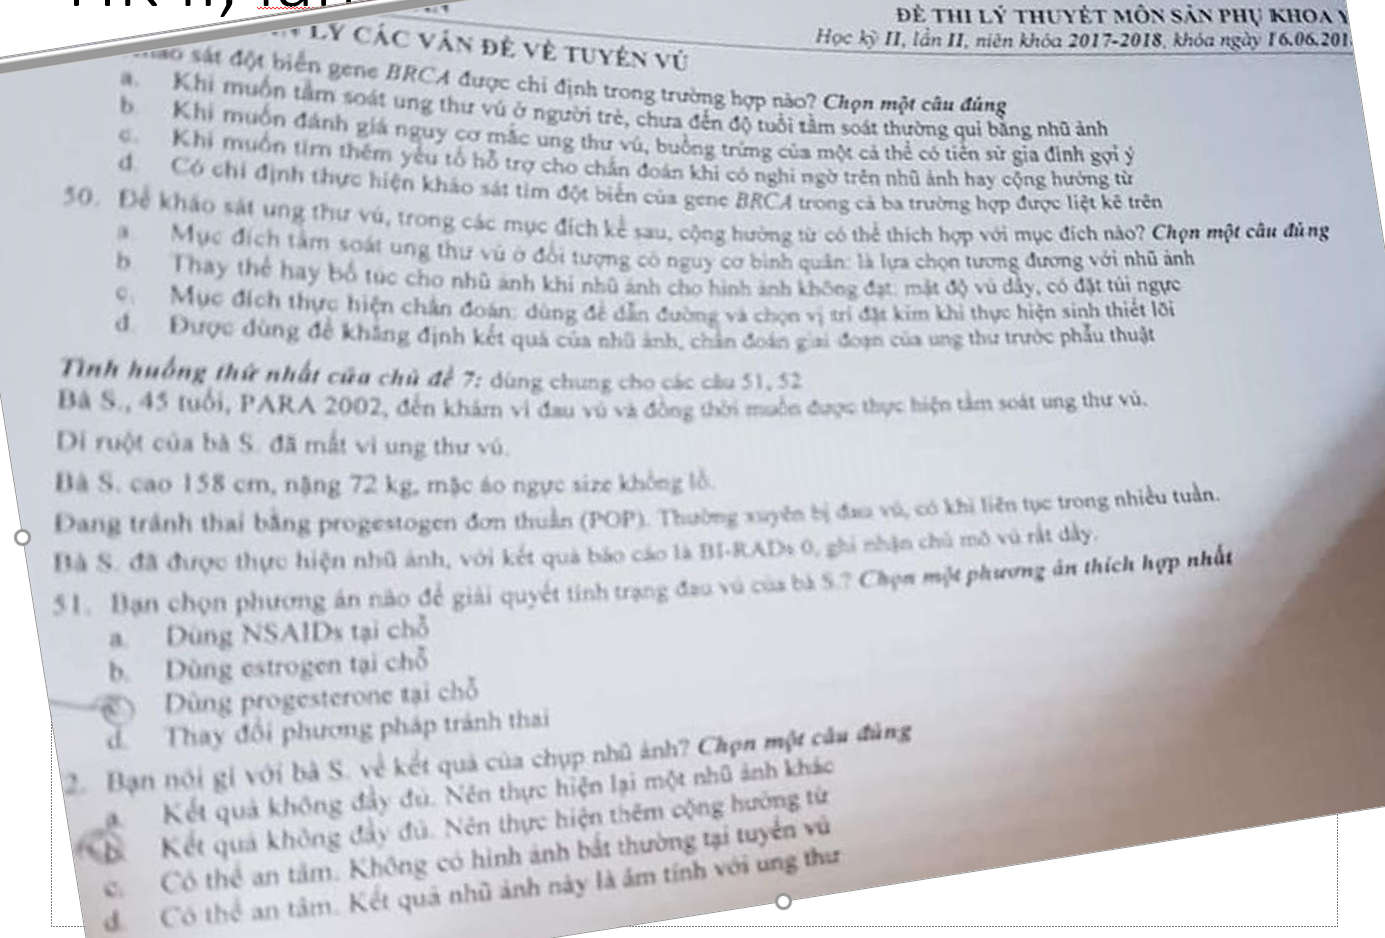 ĐỀ THI LÝ THUYẾT MÔN SẢN PHỤ KHOA Y
Học kỳ II, lần II, niên khóa 2017-2018, khóa ngày 16.06.201
LÝ CÁC VẤN ĐỀ VỀ TUYẾN VÚ
sát đột biến gene BRCA được chỉ định trong trường hợp nào? Chọn một câu đúng
a. Khi muốn tầm soát ung thư vú ở người trẻ, chưa đến độ tuổi tầm soát thường qui bằng nhũ ảnh
b. Khi muốn đánh giá nguy cơ mắc ung thư vú, buồng trứng của một cá thể có tiền sử gia đình gợi ý
c. Khi muốn tìm thêm yếu tố hỗ trợ cho chẩn đoán khi có nghi ngờ trên nhũ ảnh hay cộng hưởng từ
d. Có chỉ định thực hiện khảo sát tìm đột biến của gene BRCA trong cả ba trường hợp được liệt kê trên
50. Để khảo sát ung thư vú, trong các mục đích kể sau, cộng hưởng từ có thể thích hợp với mục đích nào? Chọn một câu đúng
a. Mục đích tầm soát ung thư vú ở đối tượng có nguy cơ bình quân: là lựa chọn tương đương với nhũ ảnh
b. Thay thế hay bổ túc cho nhũ ảnh khi nhũ ảnh cho hình ảnh không đạt: mật độ vú dầy, có đặt túi ngực
c. Mục đích thực hiện chẩn đoán: dùng để dẫn đường và chọn vị trí đặt kim khi thực hiện sinh thiết lõi
d. Được dùng để khẳng định kết quả của nhũ ảnh, chẩn đoán giai đoạn của ung thư trước phẫu thuật
Tình huống thứ nhất của chủ đề 7: dùng chung cho các câu 51, 52
Bà S., 45 tuổi, PARA 2002, đến khám vì đau vú và đồng thời muốn được thực hiện tầm soát ung thư vú.
Dì ruột của bà S. đã mất vì ung thư vú.
Bà S. cao 158 cm, nặng 72 kg, mặc áo ngực size khổng lồ.
Đang tránh thai bằng progestogen đơn thuần (POP). Thường xuyên bị đau vú, có khi liên tục trong nhiều tuần.
Bà S. đã được thực hiện nhũ ảnh, với kết quả báo cáo là BI-RADs 0, ghi nhận chủ mô vú rất dầy.
51. Bạn chọn phương án nào để giải quyết tình trạng đau vú của bà S.? Chọn một phương án thích hợp nhất
a. Dùng NSAIDs tại chỗ
b. Dùng estrogen tại chỗ
c. Dùng progesterone tại chỗ
d. Thay đổi phương pháp tránh thai
2. Bạn nói gì với bà S. về kết quả của chụp nhũ ảnh? Chọn một câu đúng
a. Kết quả không đầy đủ. Nên thực hiện lại một nhũ ảnh khác
b. Kết quả không đầy đủ. Nên thực hiện thêm cộng hưởng từ
c. Có thể an tâm. Không có hình ảnh bất thường tại tuyến vú
d. Có thể an tâm. Kết quả nhũ ảnh này là âm tính với ung thư